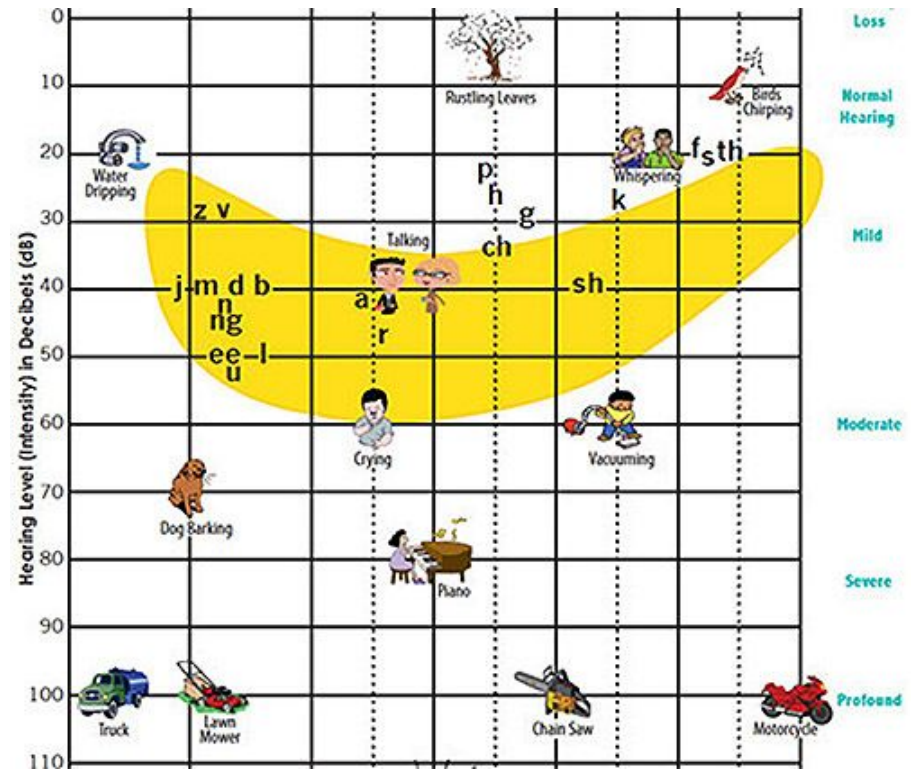 0
Loss
Rustling Leaves
10
Birds
Chirping
Normal
Hearing
20
Water
Dripping
Whispering
f s th
p
h
k
z v
g
30
Talking
ch
Mild
Hearing Level (Intensity) in Decibels (dB)
40
j m d b
a
sh
n
ng
r
50
ee l
u
60
Crying
Vacuuming
Moderate
70
Dog Barking
80
Piano
Severe
90
100
Truck
Lawn
Mower
Chain Saw
Motorcycle
Profound
110